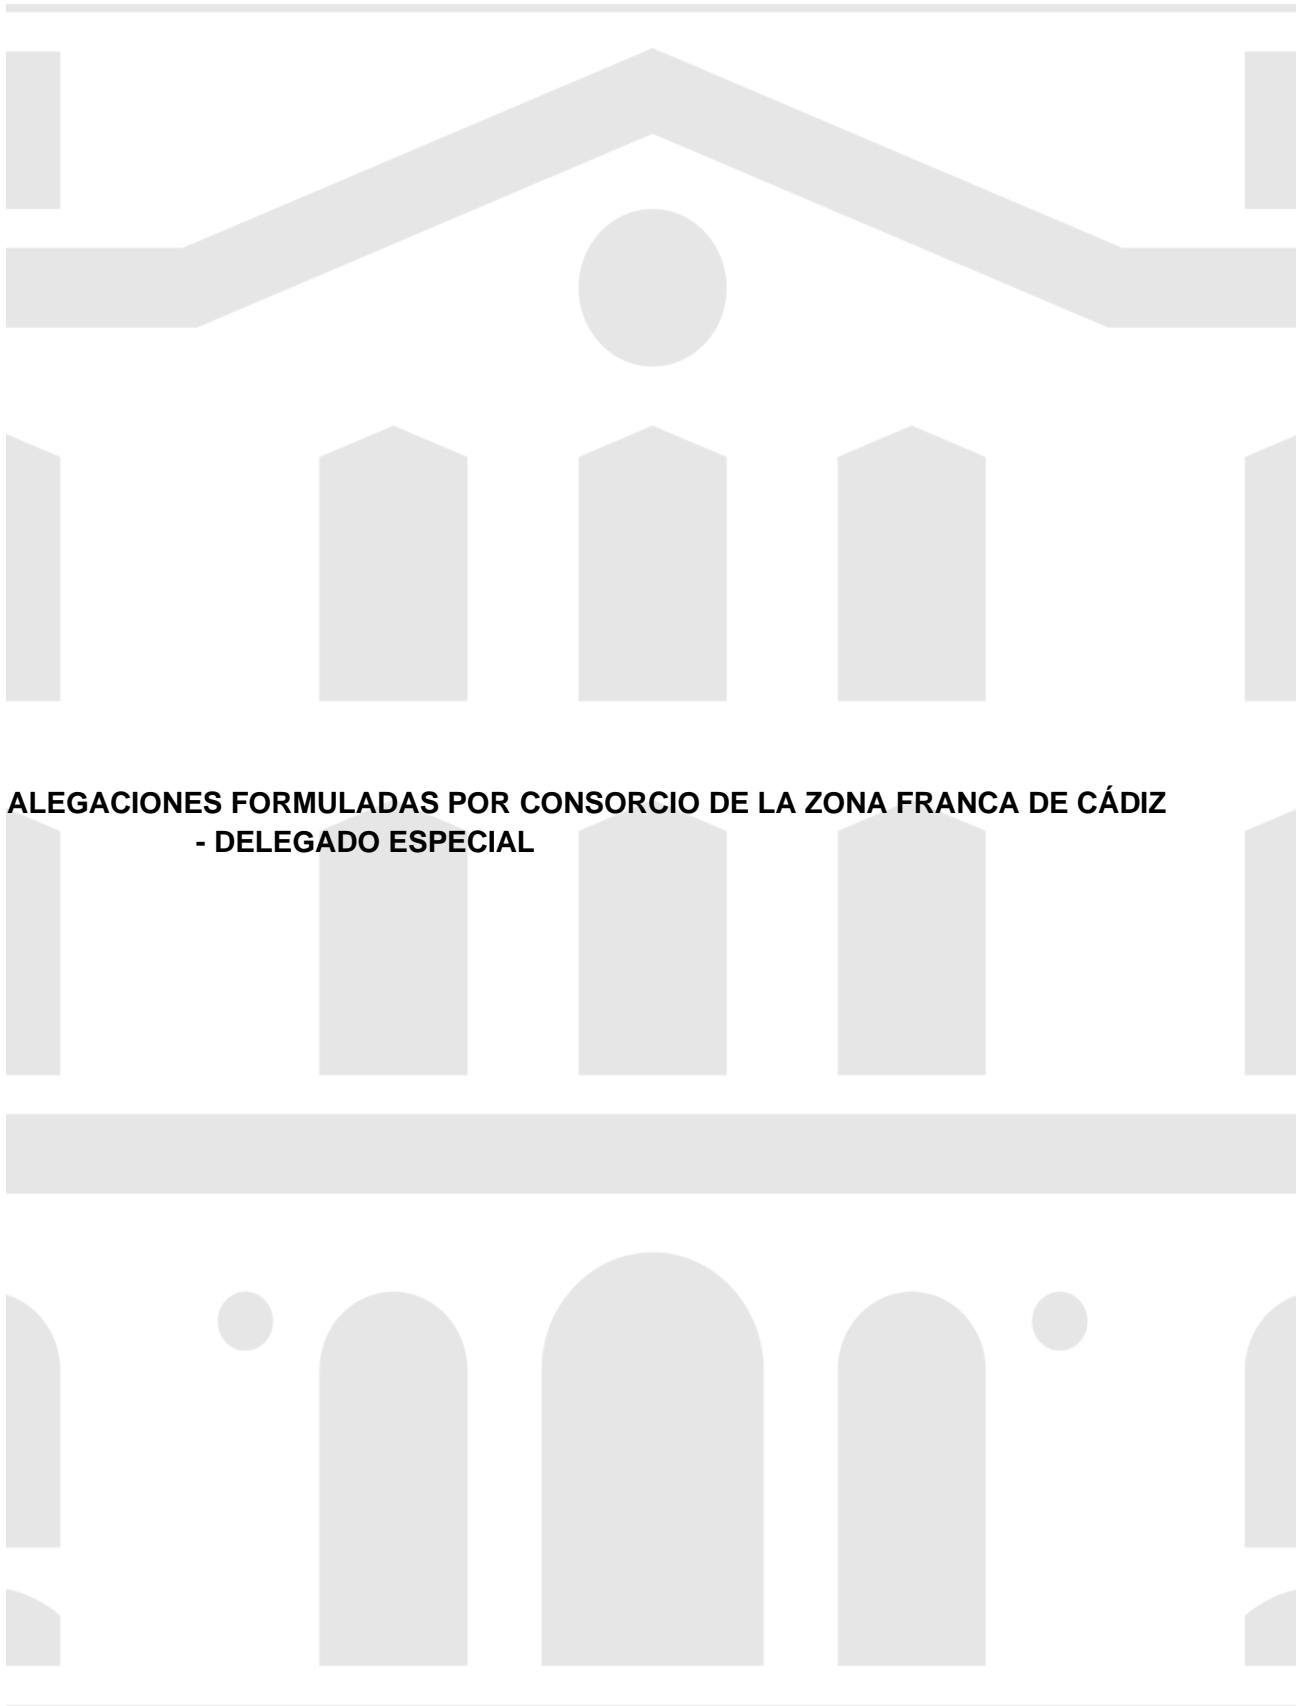 ALEGACIONES FORMULADAS POR CONSORCIO DE LA ZONA FRANCA DE CÁDIZ
- DELEGADO ESPECIAL